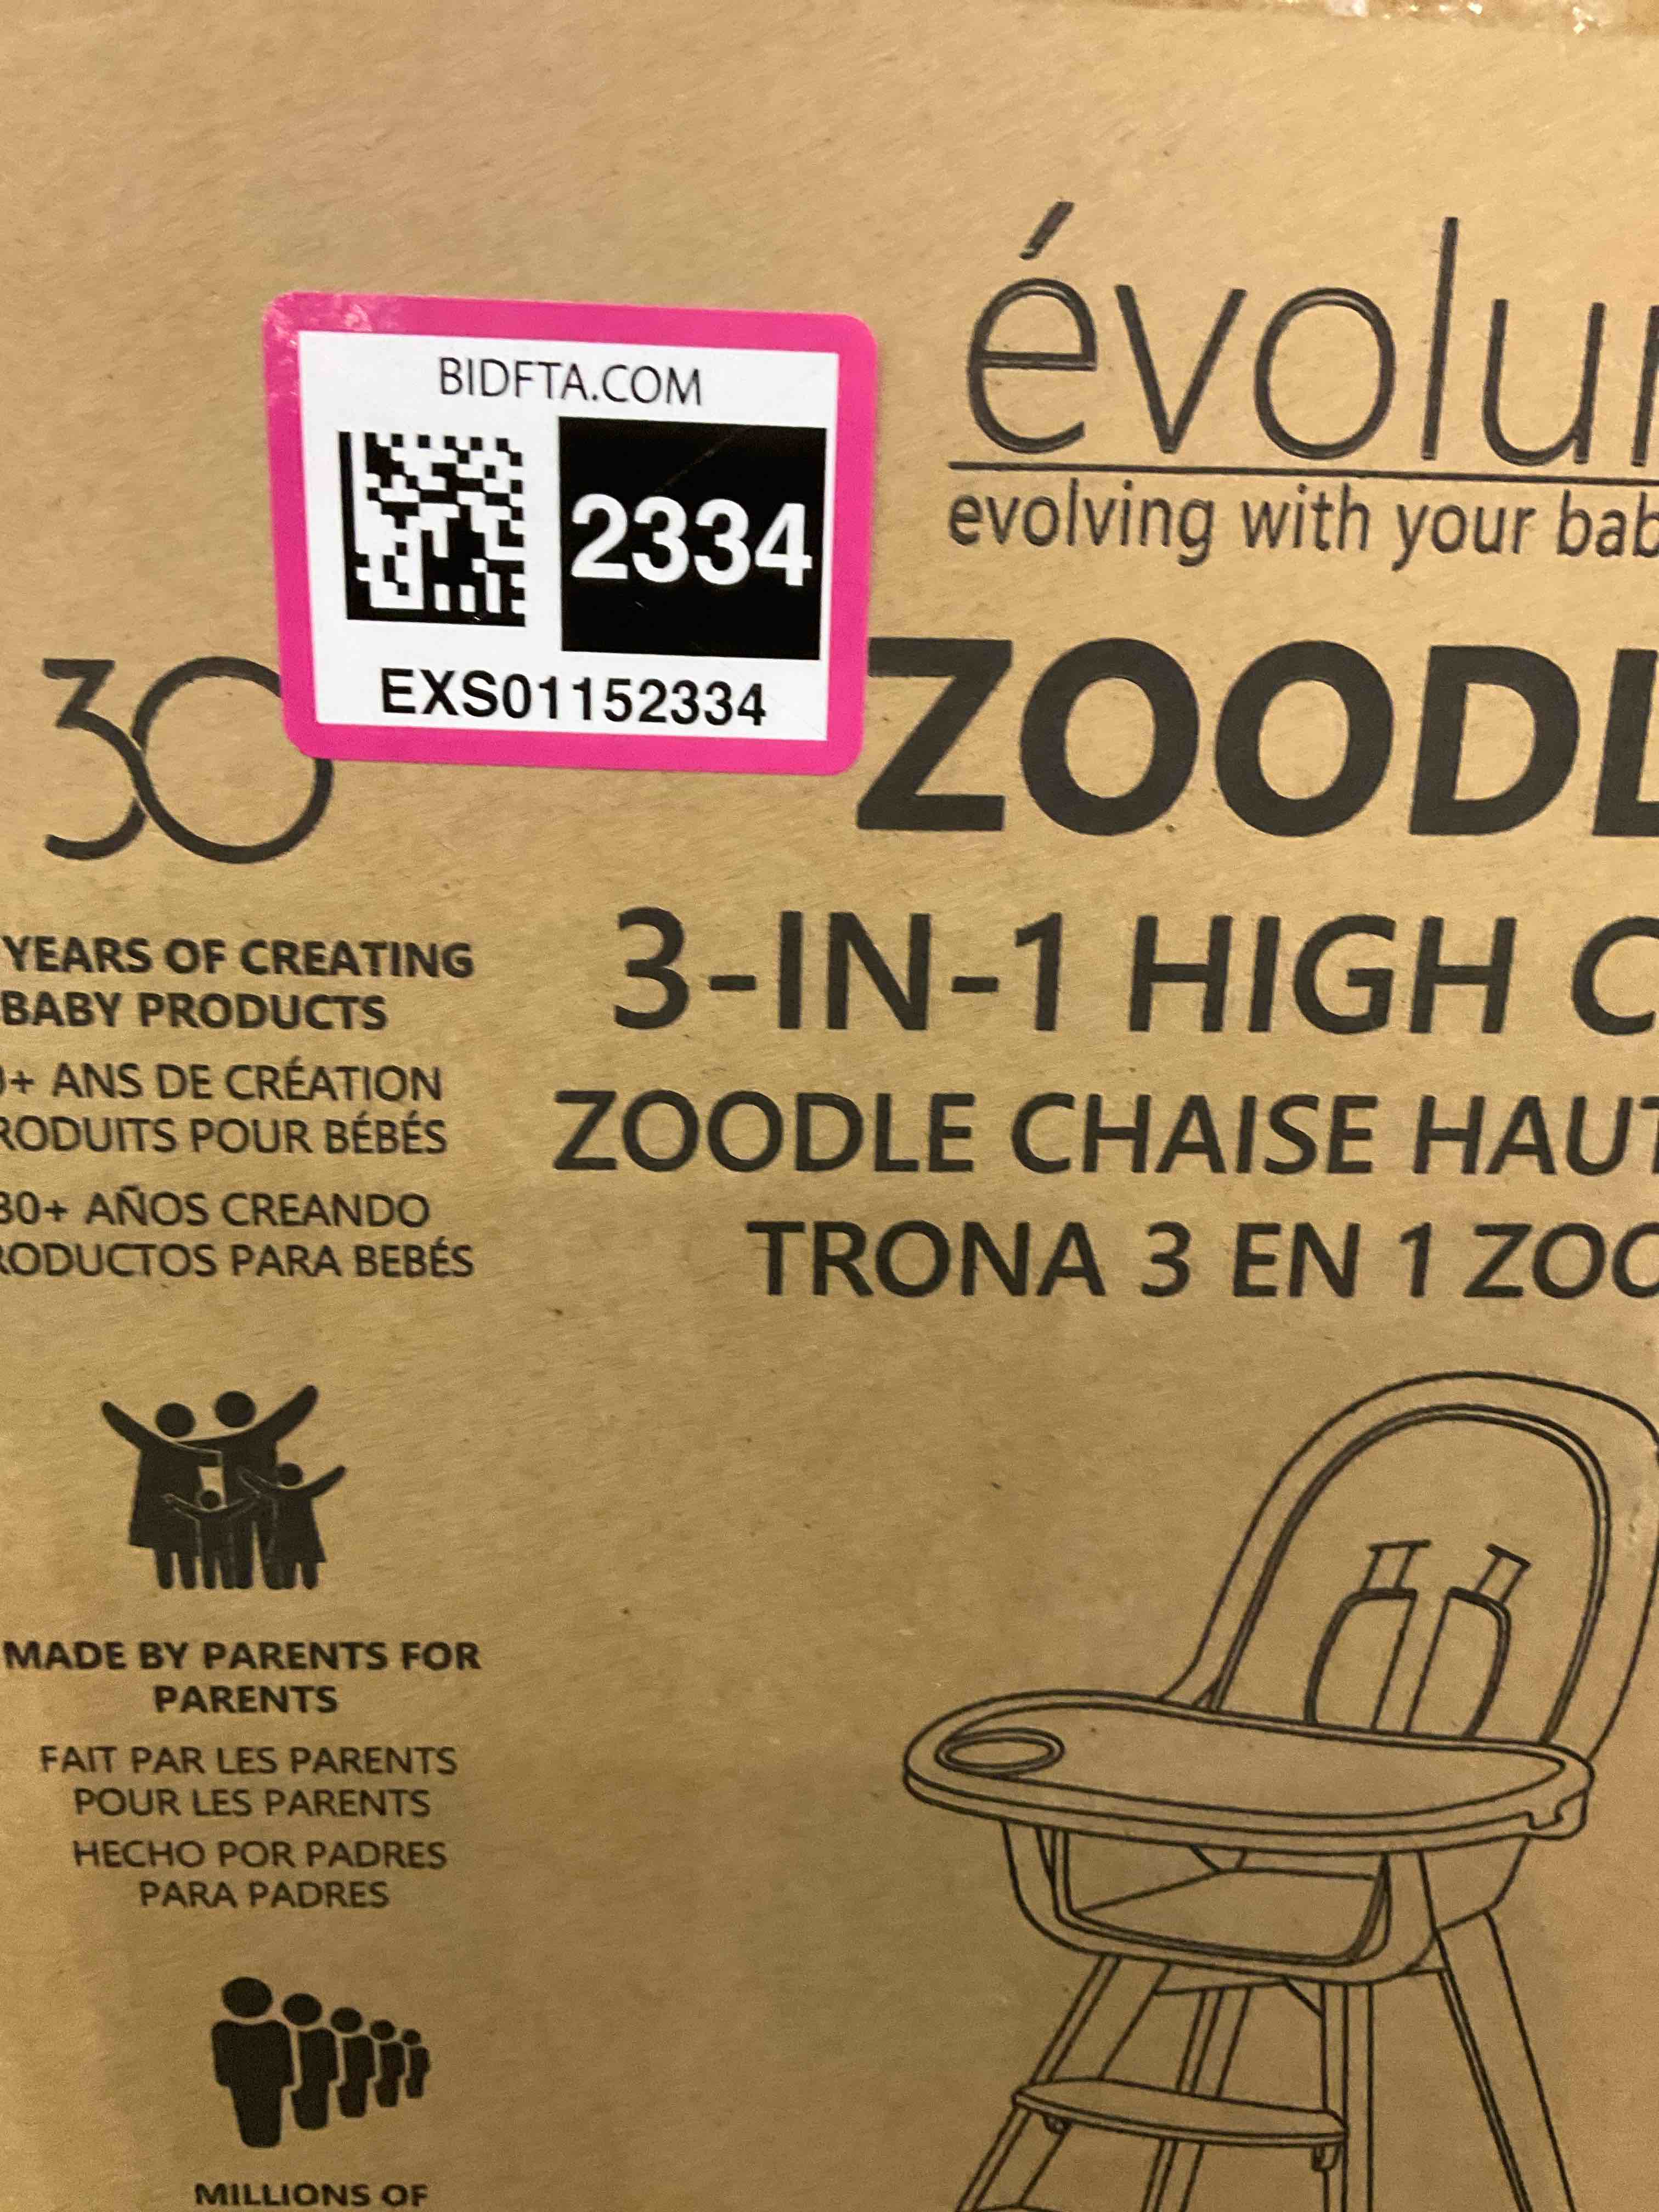 évolur
evolving with your bab
BIDFTA.COM
2334
EXS01152334
30
ZOODL
3-IN-1 HIGH C
ZOODLE CHAISE HAUT
TRONA 3 EN 1 ZOO
YEARS OF CREATING
BABY PRODUCTS
0+ ANS DE CRÉATION
RODUITS POUR BÉBÉS
30+ AÑOS CREANDO
RODUCTOS PARA BEBÉS
MADE BY PARENTS FOR
PARENTS
FAIT PAR LES PARENTS
POUR LES PARENTS
HECHO POR PADRES
PARA PADRES
MILLIONS OF